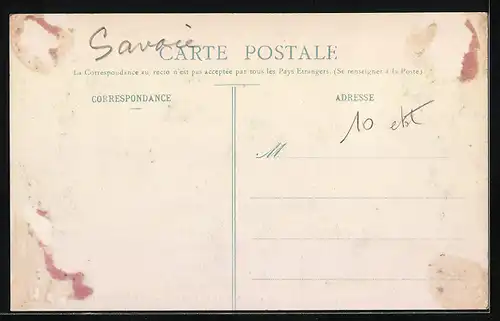 Savoie
CARTE POSTALE
La Correspondance au recto n'est pas acceptée par tous les Pays Etrangers. (Se renseigner à la Poste)
CORRESPONDANCE
ADRESSE
10
M